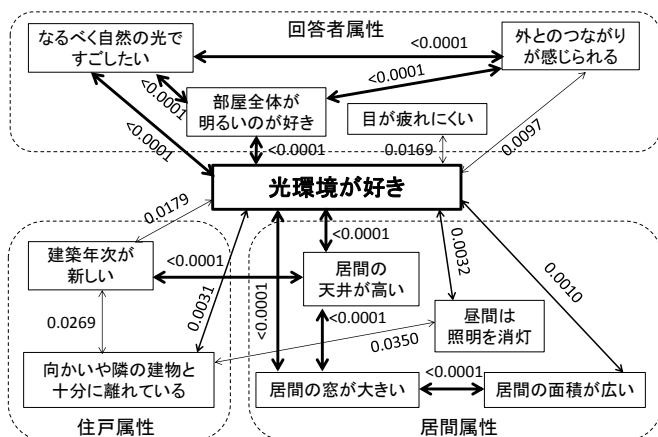 回答者属性
なるべく自然の光で
すごしたい
<0.0001
外とのつながり
が感じられる
<0.0001
<0.0001
部屋全体が
明るいのが好き
目が疲れにくい
<0.0001
<0.0001
0.0169
0.0097
光環境が好き
0.0179
建築年次が
新しい
<0.0001
0.0031
<0.0001
<0.0001
居間の
天井が高い
0.0032
0.0010
0.0269
<0.0001
昼間は
照明を消灯
0.0350
向かいや隣の建物と
十分に離れている
居間の窓が大きい
<0.0001
居間の面積が広い
住戸属性
居間属性